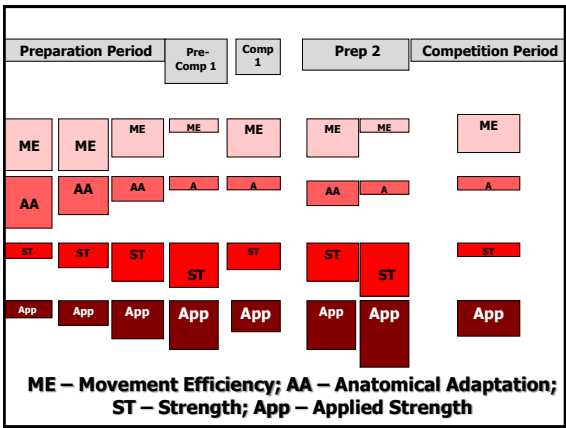 Preparation Period
Pre-
Comp 1
Comp
1
Prep 2
Competition Period
ME ME ME ME ME ME ME ME
AA AA AA A A AA A A
ST ST ST ST ST ST ST ST
App App App App App App App App
ME – Movement Efficiency; AA – Anatomical Adaptation;
ST – Strength; App – Applied Strength